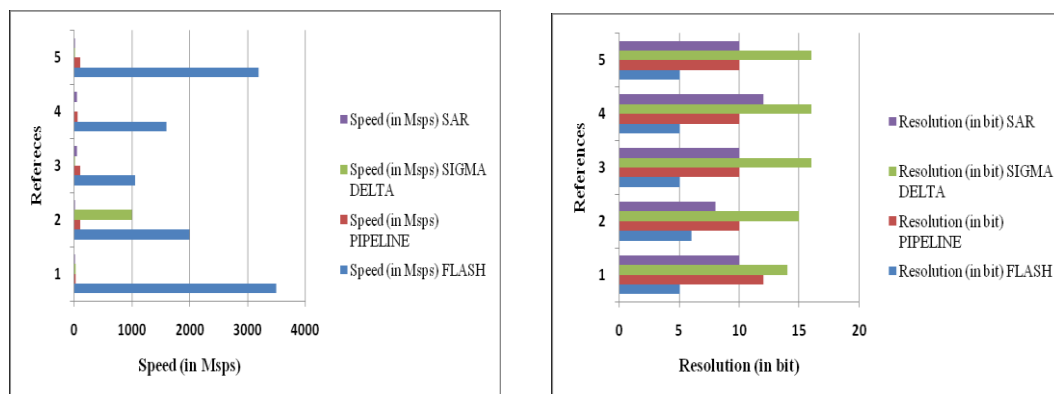 Refereces
5
4
3
2
1
0
1000
2000
3000
4000
Speed (in Msps)
Speed (in Msps) SAR
Speed (in Msps) SIGMA
DELTA
Speed (in Msps)
PIPELINE
Speed (in Msps) FLASH
References
5
4
3
2
1
0
5
10
15
20
Resolution (in bit)
Resolution (in bit) SAR
Resolution (in bit) SIGMA
DELTA
Resolution (in bit)
PIPELINE
Resolution (in bit) FLASH